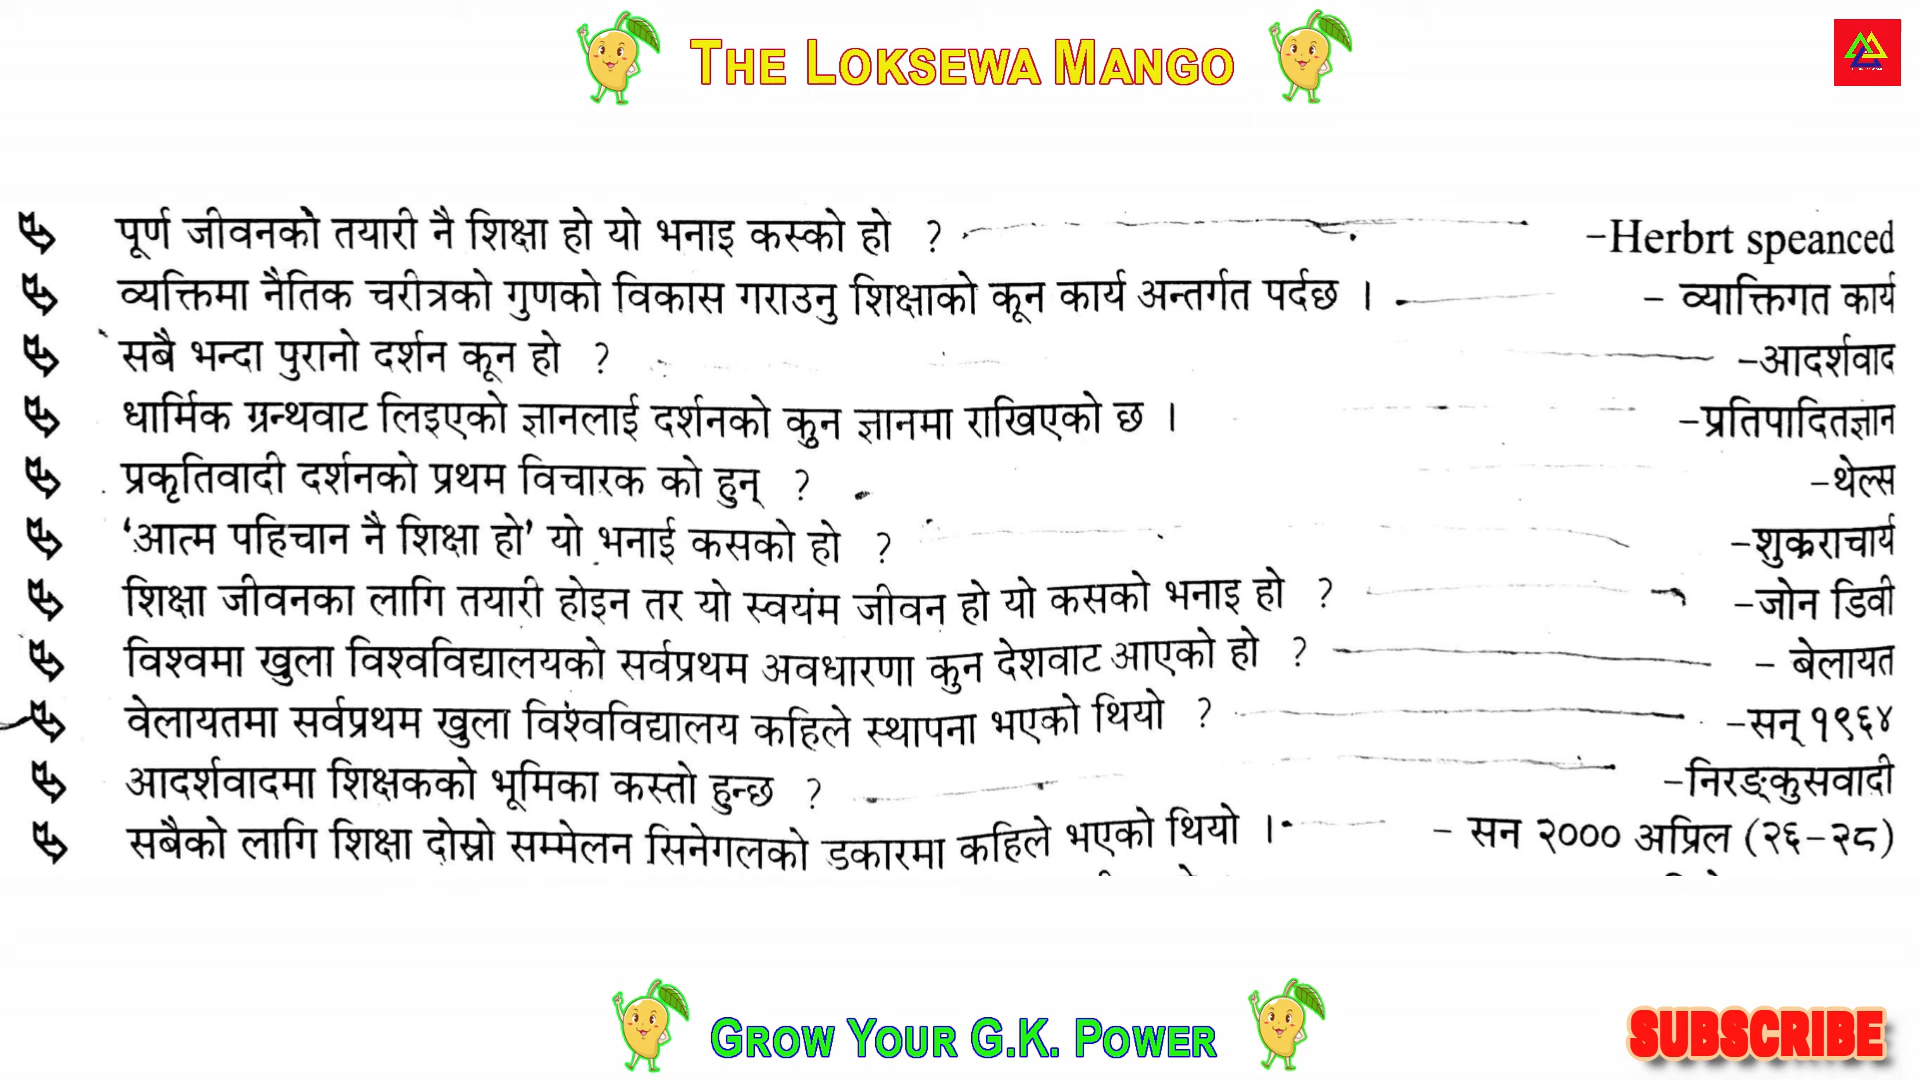 THE LOKSEWA MANGO
पूर्ण जीवनको तयारी नै शिक्षा हो यो भनाइ कस्को हो ? –Herbrt speanced
व्यक्तिमा नैतिक चरीत्रको गुणको विकास गराउनु शिक्षाको कून कार्य अन्तर्गत पर्दछ । – व्याक्तिगत कार्य
सबै भन्दा पुरानो दर्शन कून हो ? –आदर्शवाद
धार्मिक ग्रन्थवाट लिइएको ज्ञानलाई दर्शनको कुन ज्ञानमा राखिएको छ । –प्रतिपादितज्ञान
प्रकृतिवादी दर्शनको प्रथम विचारक को हुन् ? –थेल्स
‘आत्म पहिचान नै शिक्षा हो’ यो भनाई कसको हो ? –शुक्रराचार्य
शिक्षा जीवनका लागि तयारी होइन तर यो स्वयंम जीवन हो यो कसको भनाइ हो ? –जोन डिवी
विश्वमा खुला विश्वविद्यालयको सर्वप्रथम अवधारणा कुन देशवाट आएको हो ? – बेलायत
वेलायतमा सर्वप्रथम खुला विश्वविद्यालय कहिले स्थापना भएको थियो ? –सन् १९६४
आदर्शवादमा शिक्षकको भूमिका कस्तो हुन्छ ? –निरङ्कुसवादी
सबैको लागि शिक्षा दोस्रो सम्मेलन सिनेगलको डकारमा कहिले भएको थियो । – सन २००० अप्रिल (२६–२८)
GROW YOUR G.K. POWER
SUBSCRIBE